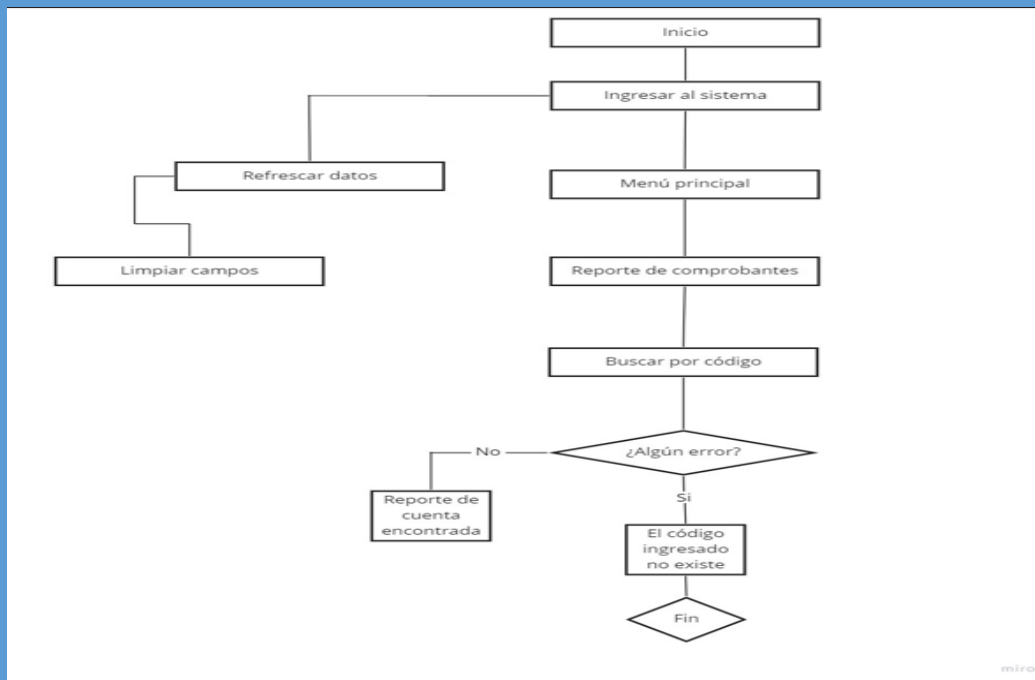 Inicio
Ingresar al sistema
Refrescar datos
Menú principal
Limpiar campos
Reporte de comprobantes
Buscar por código
¿Algún error?
No
Reporte de
cuenta
encontrada
Si
El código
ingresado
no existe
Fin
miro